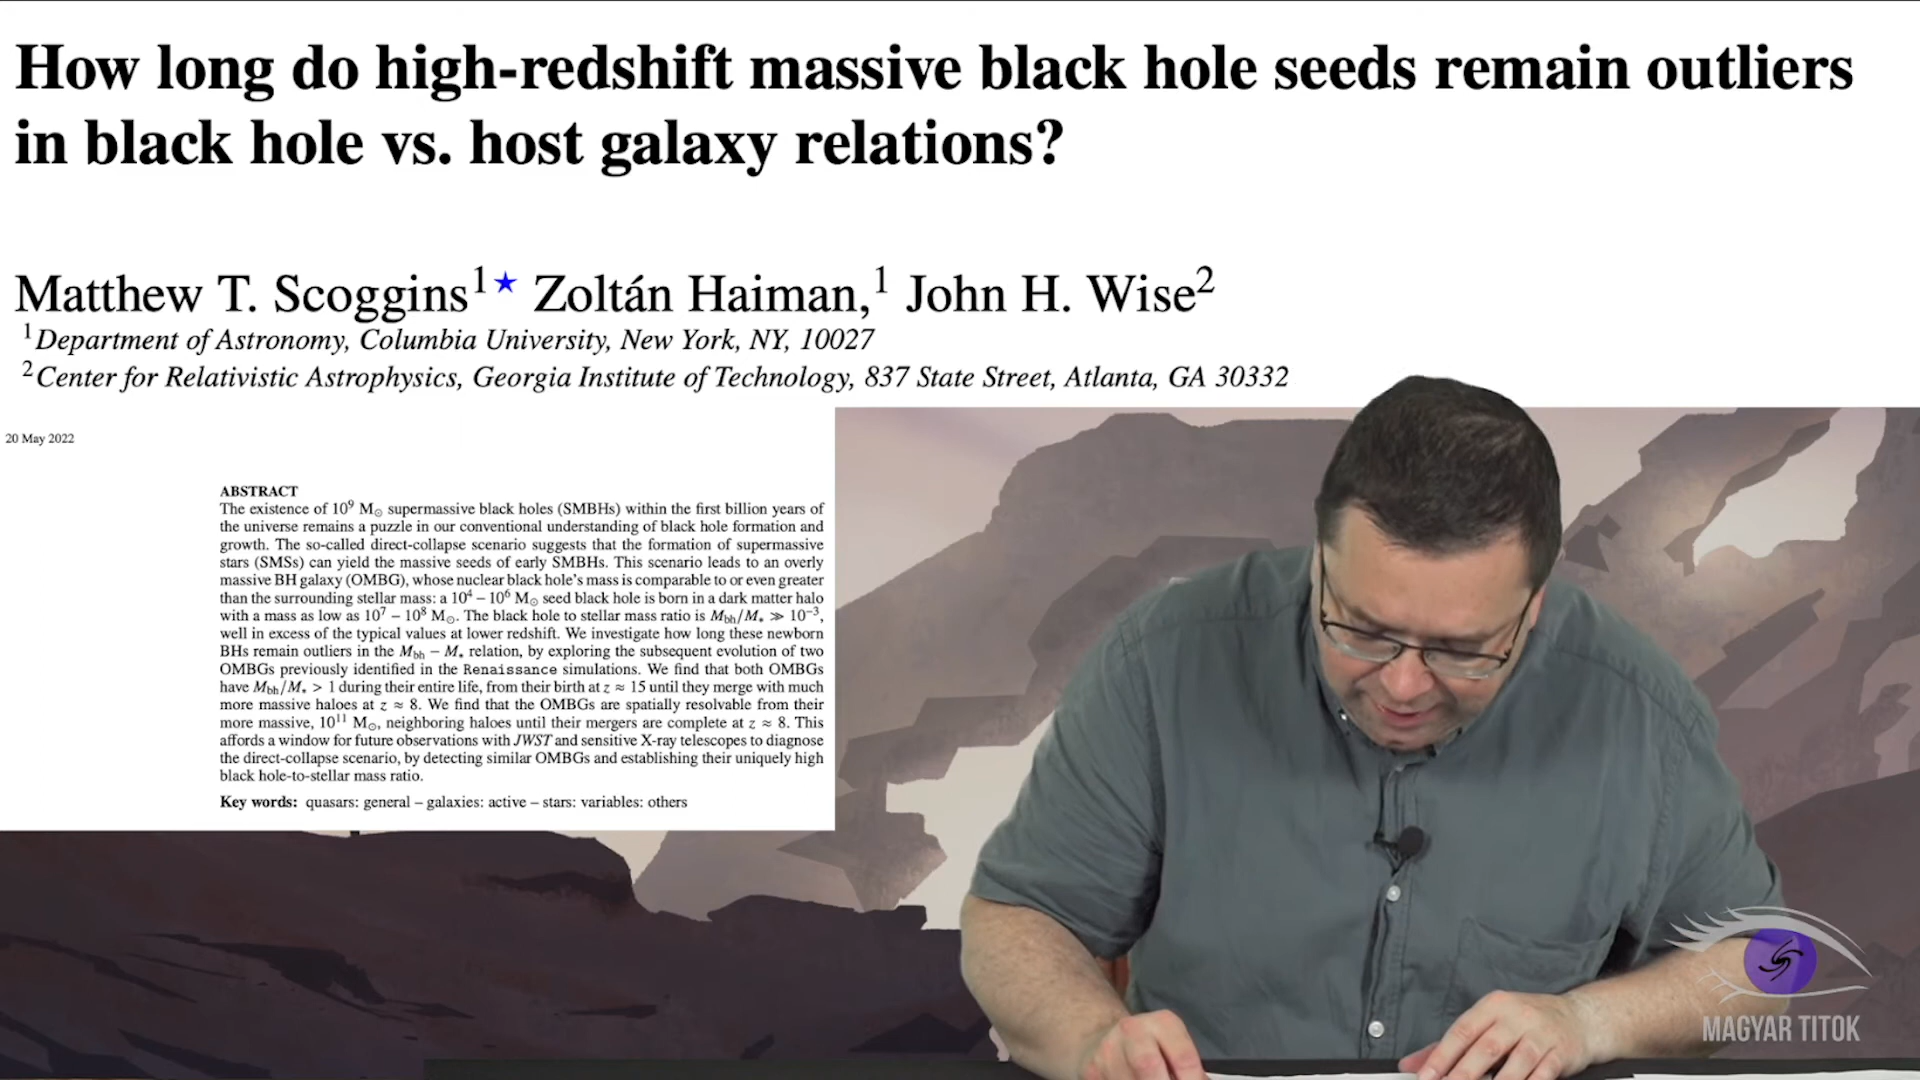 How long do high-redshift massive black hole seeds remain outliers
in black hole vs. host galaxy relations?
Matthew T. Scoggins¹★ Zoltán Haiman,¹ John H. Wise²
¹Department of Astronomy, Columbia University, New York, NY, 10027
²Center for Relativistic Astrophysics, Georgia Institute of Technology, 837 State Street, Atlanta, GA 30332
20 May 2022
ABSTRACT
The existence of 10⁹ M⊙ supermassive black holes (SMBHs) within the first billion years of
the universe remains a puzzle in our conventional understanding of black hole formation and
growth. The so-called direct-collapse scenario suggests that the formation of supermassive
stars (SMSs) can yield the massive seeds of early SMBHs. This scenario leads to an overly
massive BH galaxy (OMBG), whose nuclear black hole's mass is comparable to or even greater
than the surrounding stellar mass: a 10⁴ – 10⁶ M⊙ seed black hole is born in a dark matter halo
with a mass as low as 10⁷ – 10⁸ M⊙. The black hole to stellar mass ratio is Mbh/M* ≫ 10⁻³,
well in excess of the typical values at lower redshift. We investigate how long these newborn
BHs remain outliers in the Mbh – M* relation, by exploring the subsequent evolution of two
OMBGs previously identified in the Renaissance simulations. We find that both OMBGs
have Mbh/M* > 1 during their entire life, from their birth at z ≈ 15 until they merge with much
more massive haloes at z ≈ 8. We find that the OMBGs are spatially resolvable from their
more massive, 10¹¹ M⊙, neighboring haloes until their mergers are complete at z ≈ 8. This
affords a window for future observations with JWST and sensitive X-ray telescopes to diagnose
the direct-collapse scenario, by detecting similar OMBGs and establishing their uniquely high
black hole-to-stellar mass ratio.
Key words: quasars: general – galaxies: active – stars: variables: others
MAGYAR TITOK